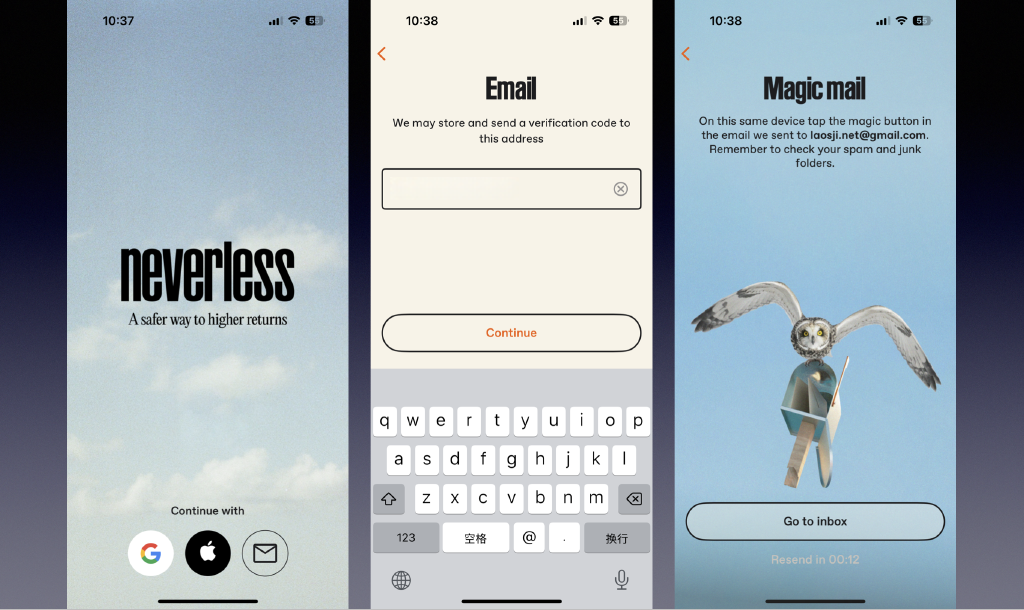 10:37
55
neverless
A safer way to higher returns
Continue with
10:38
55
Email
We may store and send a verification code to
this address
Continue
q w e r t y u i o p
a s d f g h j k l
z x c v b n m
123 空格 @ . 换行
10:38
55
Magic mail
On this same device tap the magic button in
the email we sent to laosji.net@gmail.com.
Remember to check your spam and junk
folders.
Go to inbox
Resend in 00:12